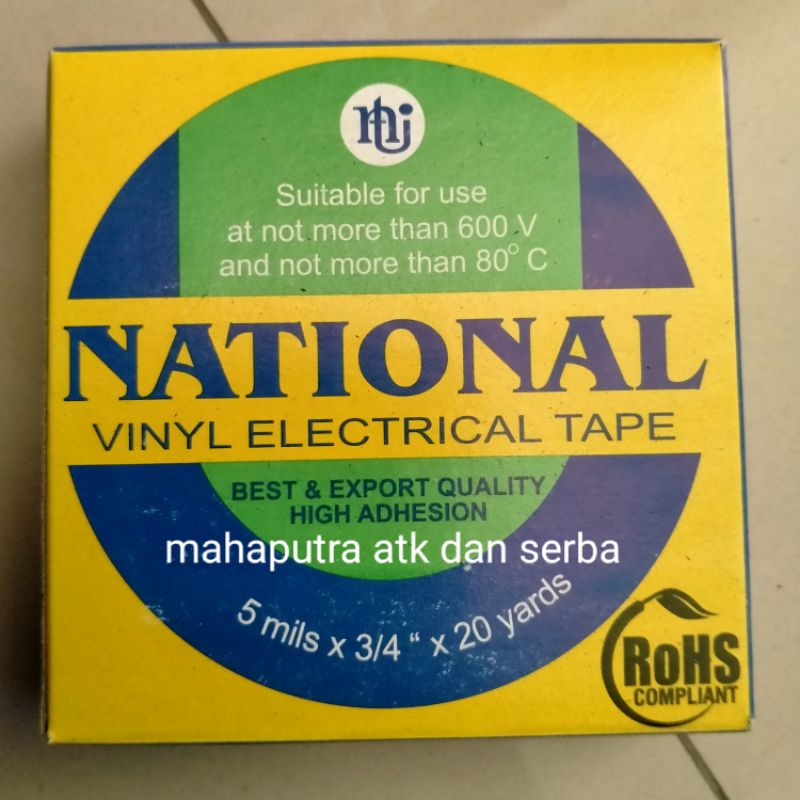 nti
Suitable for use
at not more than 600 V
and not more than 80° C
NATIONAL
VINYL ELECTRICAL TAPE
BEST & EXPORT QUALITY
HIGH ADHESION
mahaputra atk dan serba
5 mils x 3/4 “ x 20 yards
RoHS
COMPLIANT